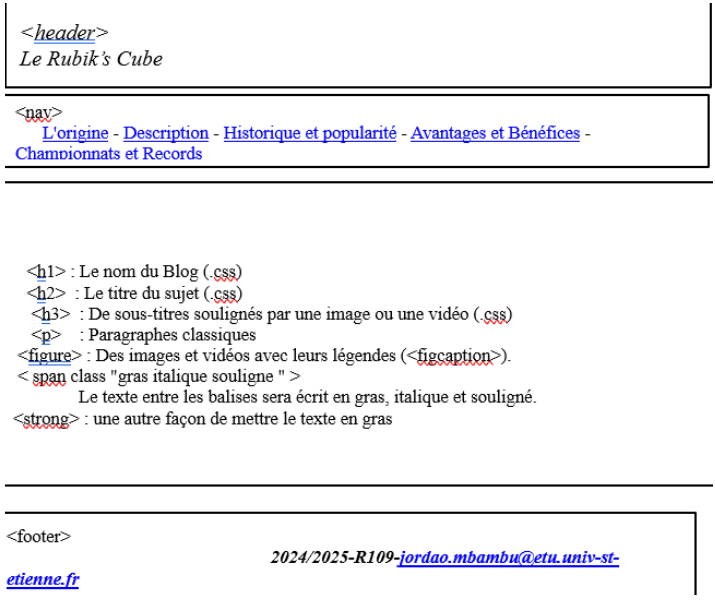 <header>
Le Rubik's Cube
<nav>
L'origine - Description - Historique et popularité - Avantages et Bénéfices -
Championnats et Records
<h1> : Le nom du Blog (.css)
<h2> : Le titre du sujet (.css)
<h3> : De sous-titres soulignés par une image ou une vidéo (.css)
<p> : Paragraphes classiques
<figure> : Des images et vidéos avec leurs légendes (<figcaption>).
< span class "gras italique souligne " >
Le texte entre les balises sera écrit en gras, italique et souligné.
<strong> : une autre façon de mettre le texte en gras
<footer>
2024/2025-R109-jordao.mbambu@etu.univ-st-
etienne.fr